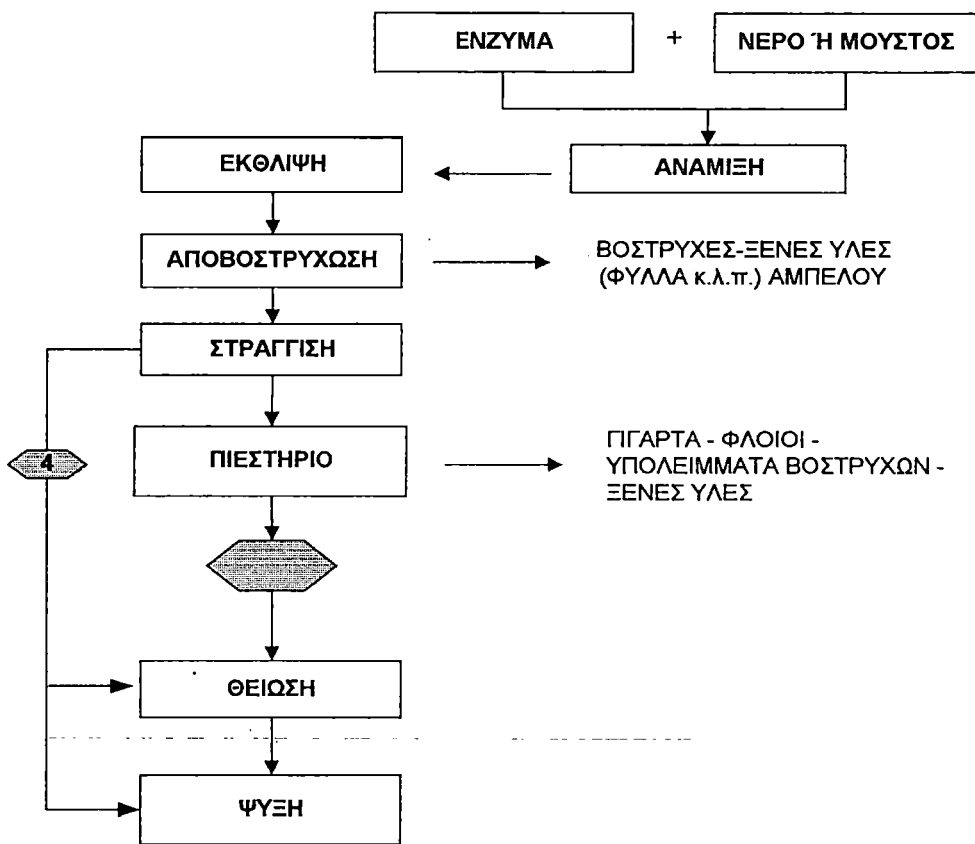 ΕΝΖΥΜΑ + ΝΕΡΟ Ή ΜΟΥΣΤΟΣ
ΕΚΘΛΙΨΗ
ΑΝΑΜΙΞΗ
ΑΠΟΒΟΣΤΡΥΧΩΣΗ
ΒΟΣΤΡΥΧΕΣ-ΞΕΝΕΣ ΥΛΕΣ
(ΦΥΛΛΑ κ.λ.π.) ΑΜΠΕΛΟΥ
ΣΤΡΑΓΓΙΣΗ
4
ΠΙΕΣΤΗΡΙΟ
ΓΙΓΑΡΤΑ - ΦΛΟΙΟΙ -
ΥΠΟΛΕΙΜΜΑΤΑ ΒΟΣΤΡΥΧΩΝ -
ΞΕΝΕΣ ΥΛΕΣ
ΘΕΙΩΣΗ
ΨΥΞΗ